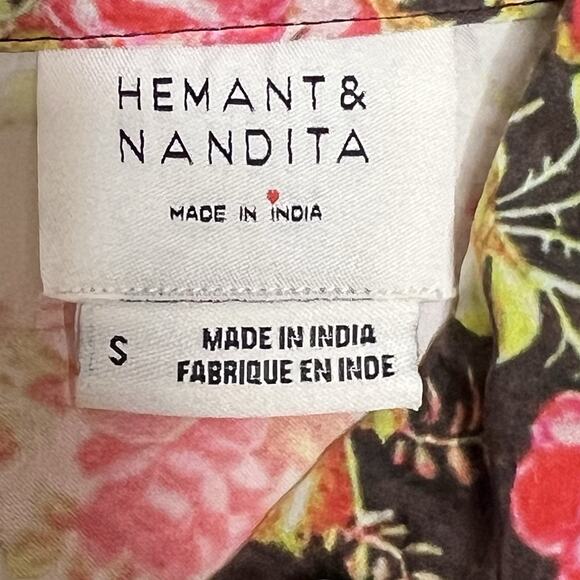 HEMANT &
NANDITA
MADE IN INDIA
S
MADE IN INDIA
FABRIQUE EN INDE